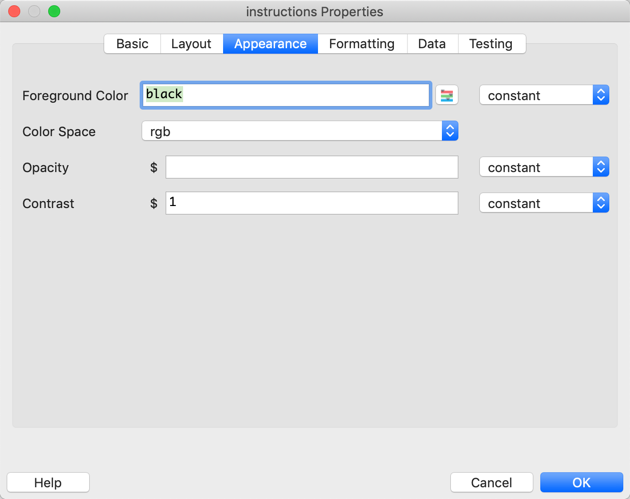 instructions Properties
Basic Layout Appearance Formatting Data Testing
Foreground Color black constant
Color Space rgb
Opacity $ constant
Contrast $ 1 constant
Help Cancel OK